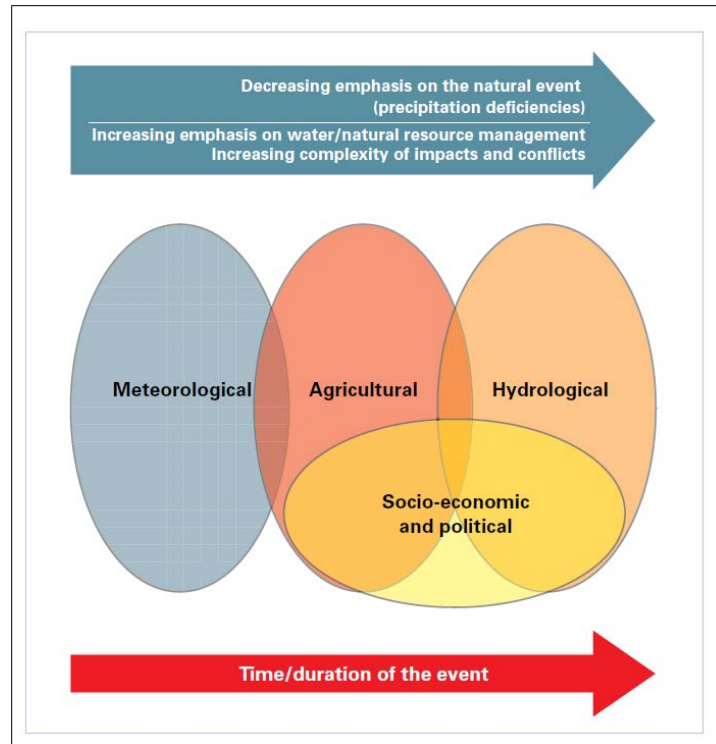 Decreasing emphasis on the natural event
(precipitation deficiencies)
Increasing emphasis on water/natural resource management
Increasing complexity of impacts and conflicts
Meteorological
Agricultural
Hydrological
Socio-economic
and political
Time/duration of the event